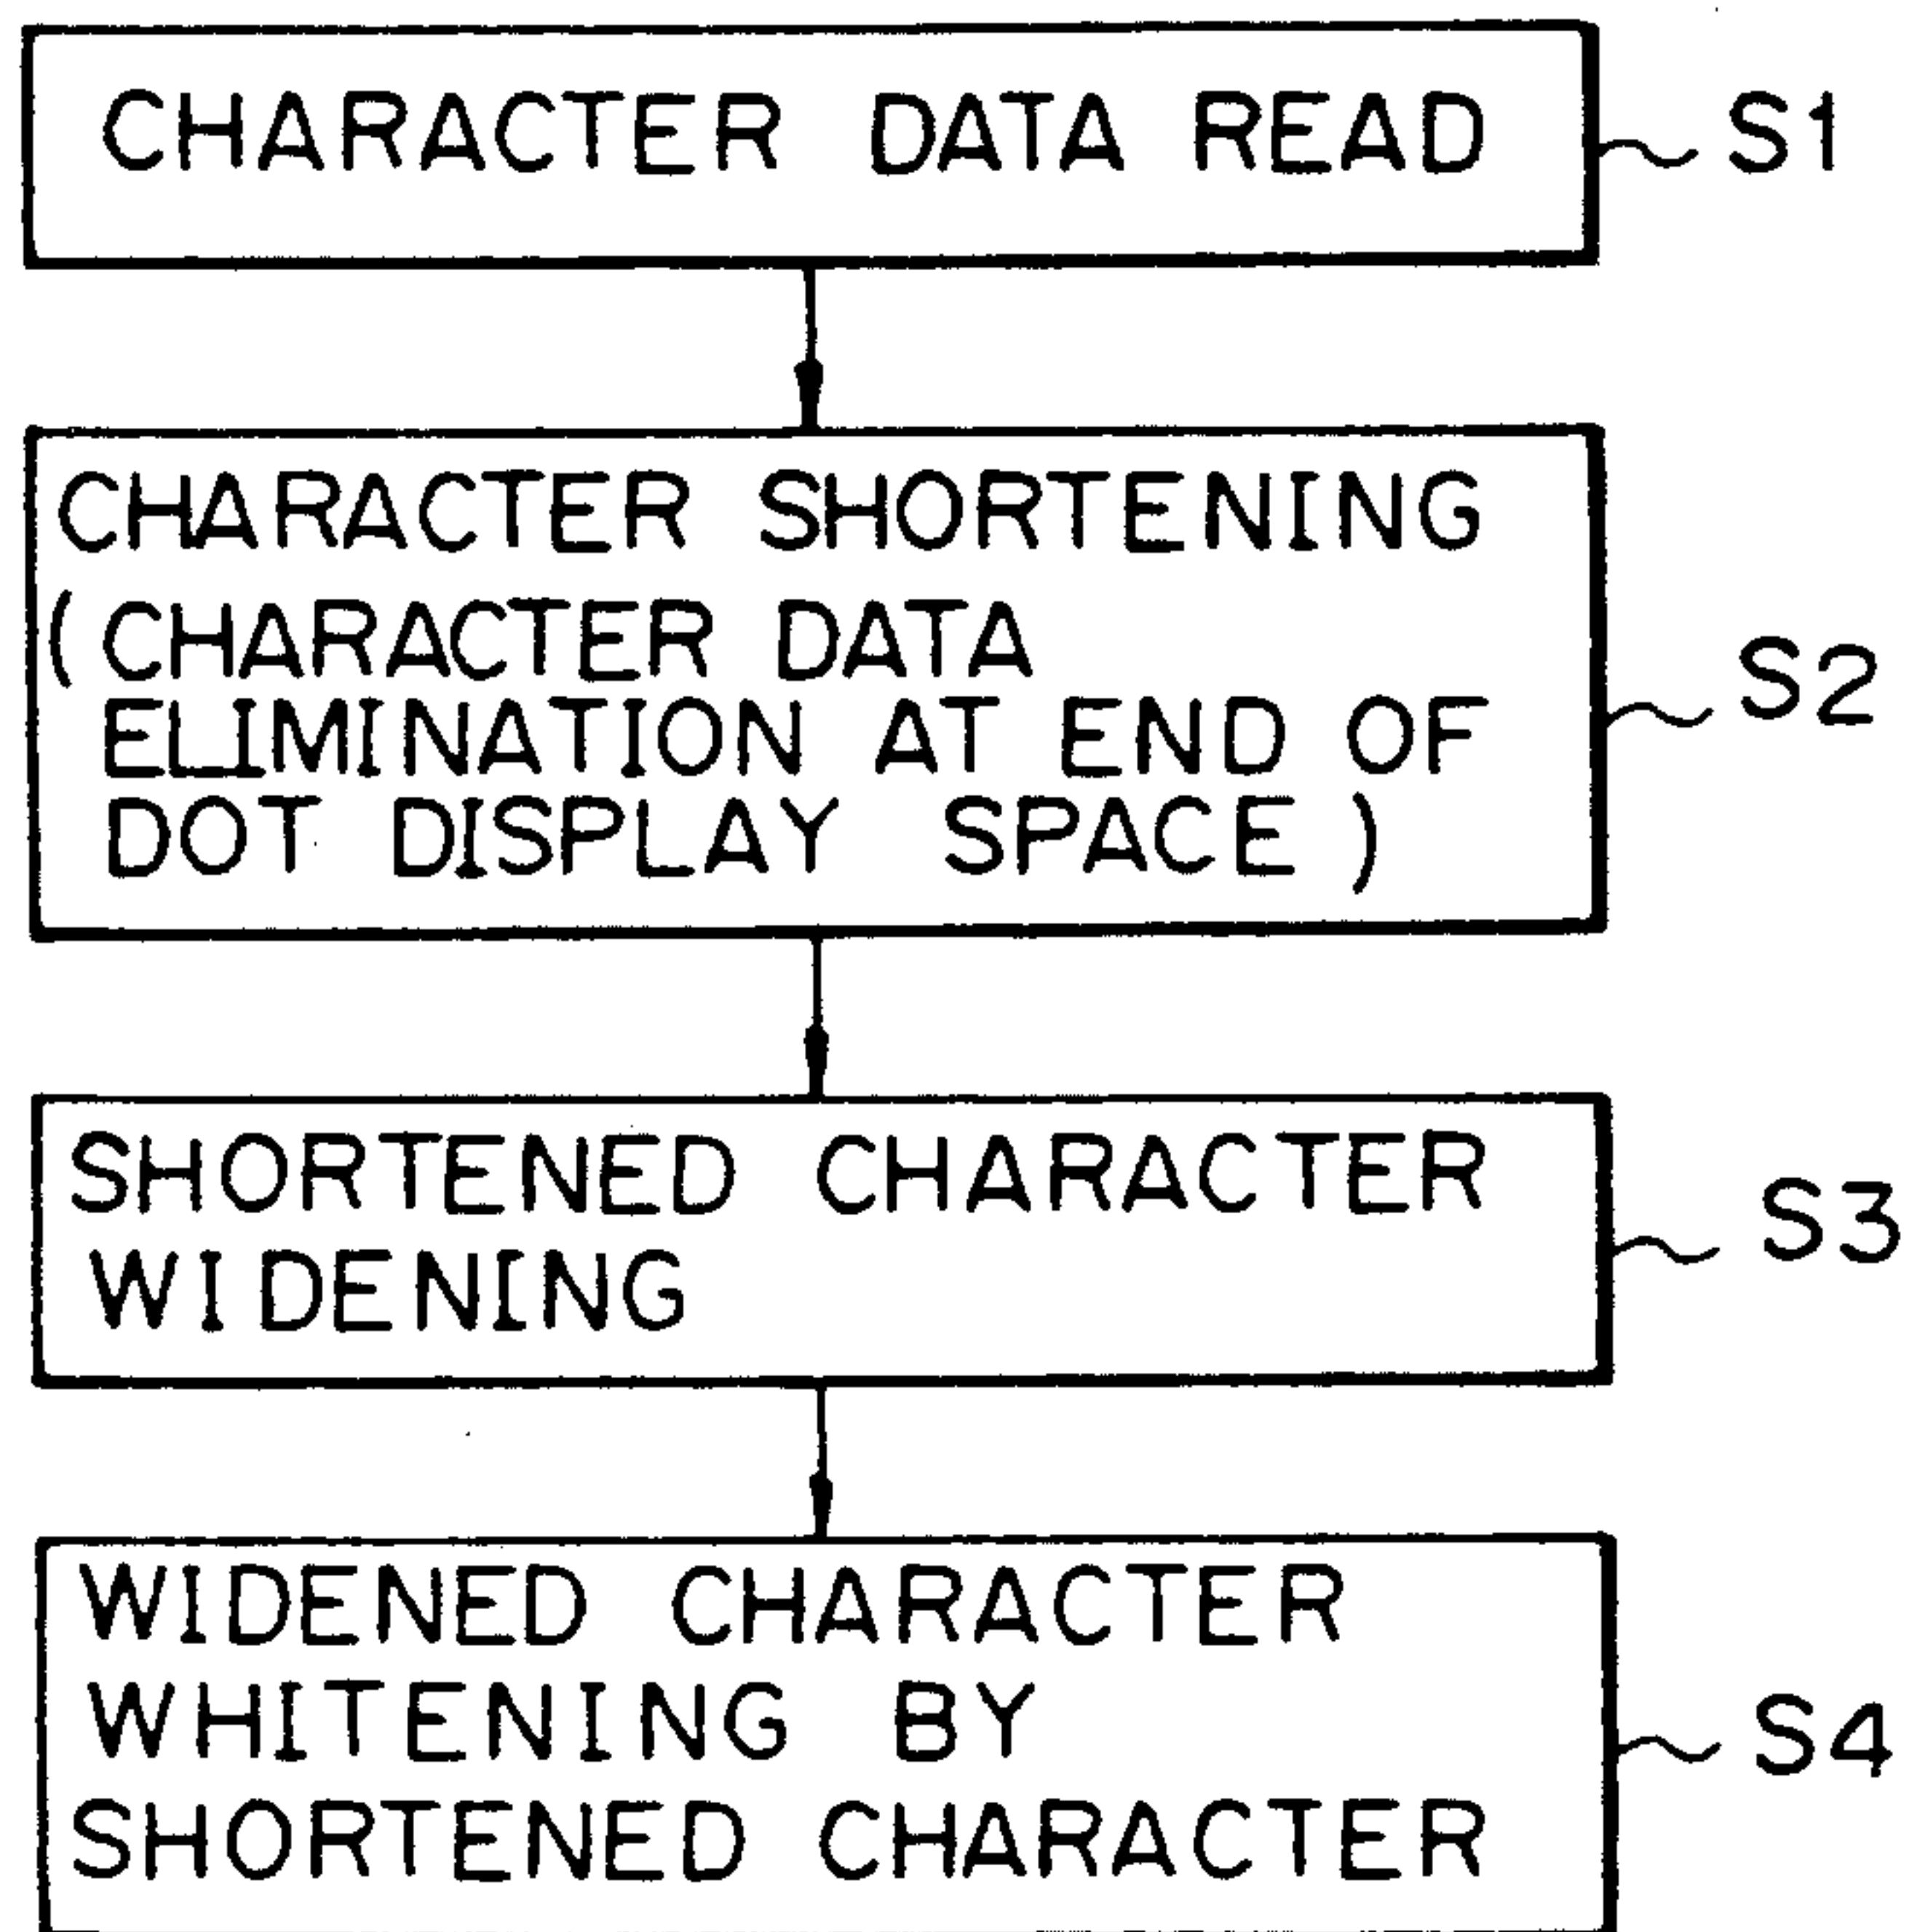 CHARACTER DATA READ
S1
CHARACTER SHORTENING
(CHARACTER DATA
ELIMINATION AT END OF
DOT DISPLAY SPACE)
S2
SHORTENED CHARACTER
WIDENING
S3
WIDENED CHARACTER
WHITENING BY
SHORTENED CHARACTER
S4